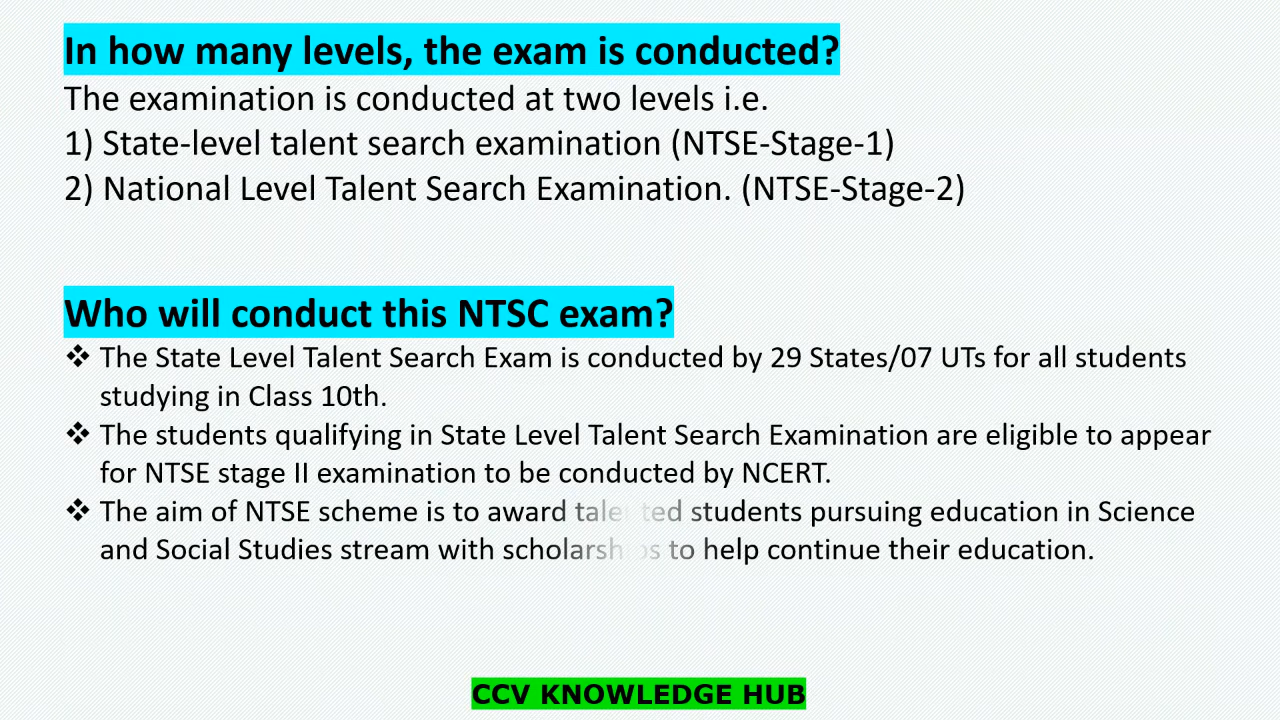 In how many levels, the exam is conducted?
The examination is conducted at two levels i.e.
1) State-level talent search examination (NTSE-Stage-1)
2) National Level Talent Search Examination. (NTSE-Stage-2)
Who will conduct this NTSC exam?
❖ The State Level Talent Search Exam is conducted by 29 States/07 UTs for all students
studying in Class 10th.
❖ The students qualifying in State Level Talent Search Examination are eligible to appear
for NTSE stage II examination to be conducted by NCERT.
❖ The aim of NTSE scheme is to award talented students pursuing education in Science
and Social Studies stream with scholarships to help continue their education.
CCV KNOWLEDGE HUB